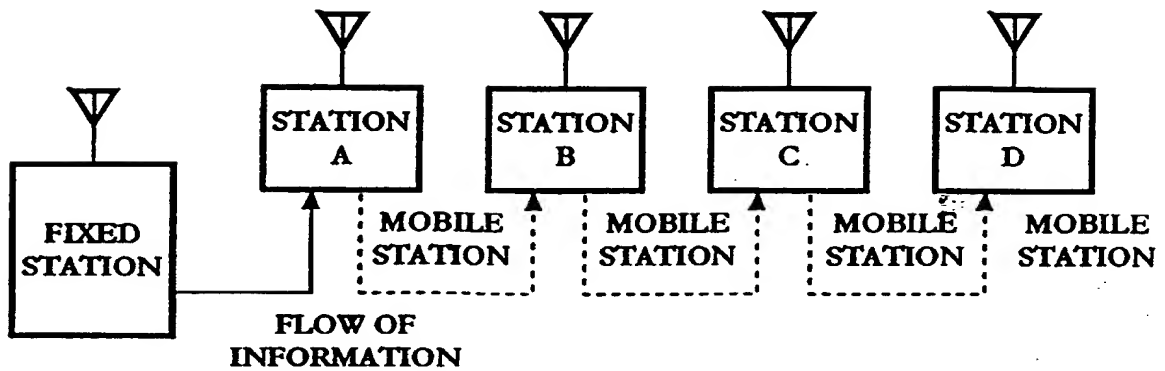 STATION
A
STATION
B
STATION
C.
STATION
D
FIXED
STATION
MOBILE
STATION
MOBILE
STATION
MOBILE
STATION
MOBILE
STATION
FLOW OF
INFORMATION